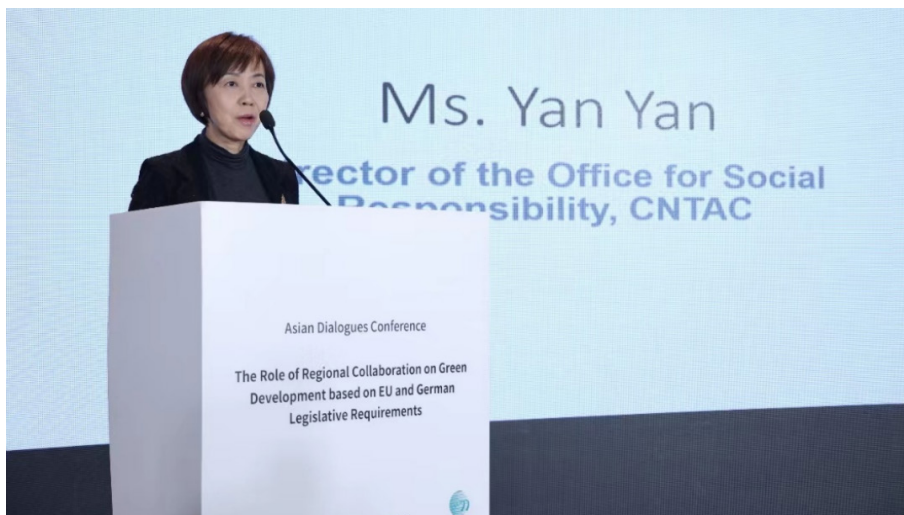 Ms. Yan Yan
rector of the Office for Social
Responsibility, CNTAC
Asian Dialogues Conference
The Role of Regional Collaboration on Green
Development based on EU and German
Legislative Requirements